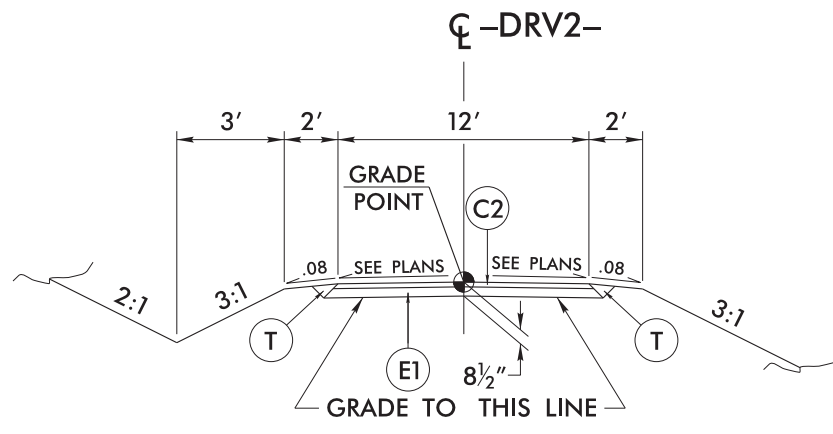 ℄ –DRV2–
3' 2' 12' 2'
GRADE
POINT
C2
.08 SEE PLANS SEE PLANS .08
2:1 3:1 T T 3:1
E1
8½"
GRADE TO THIS LINE